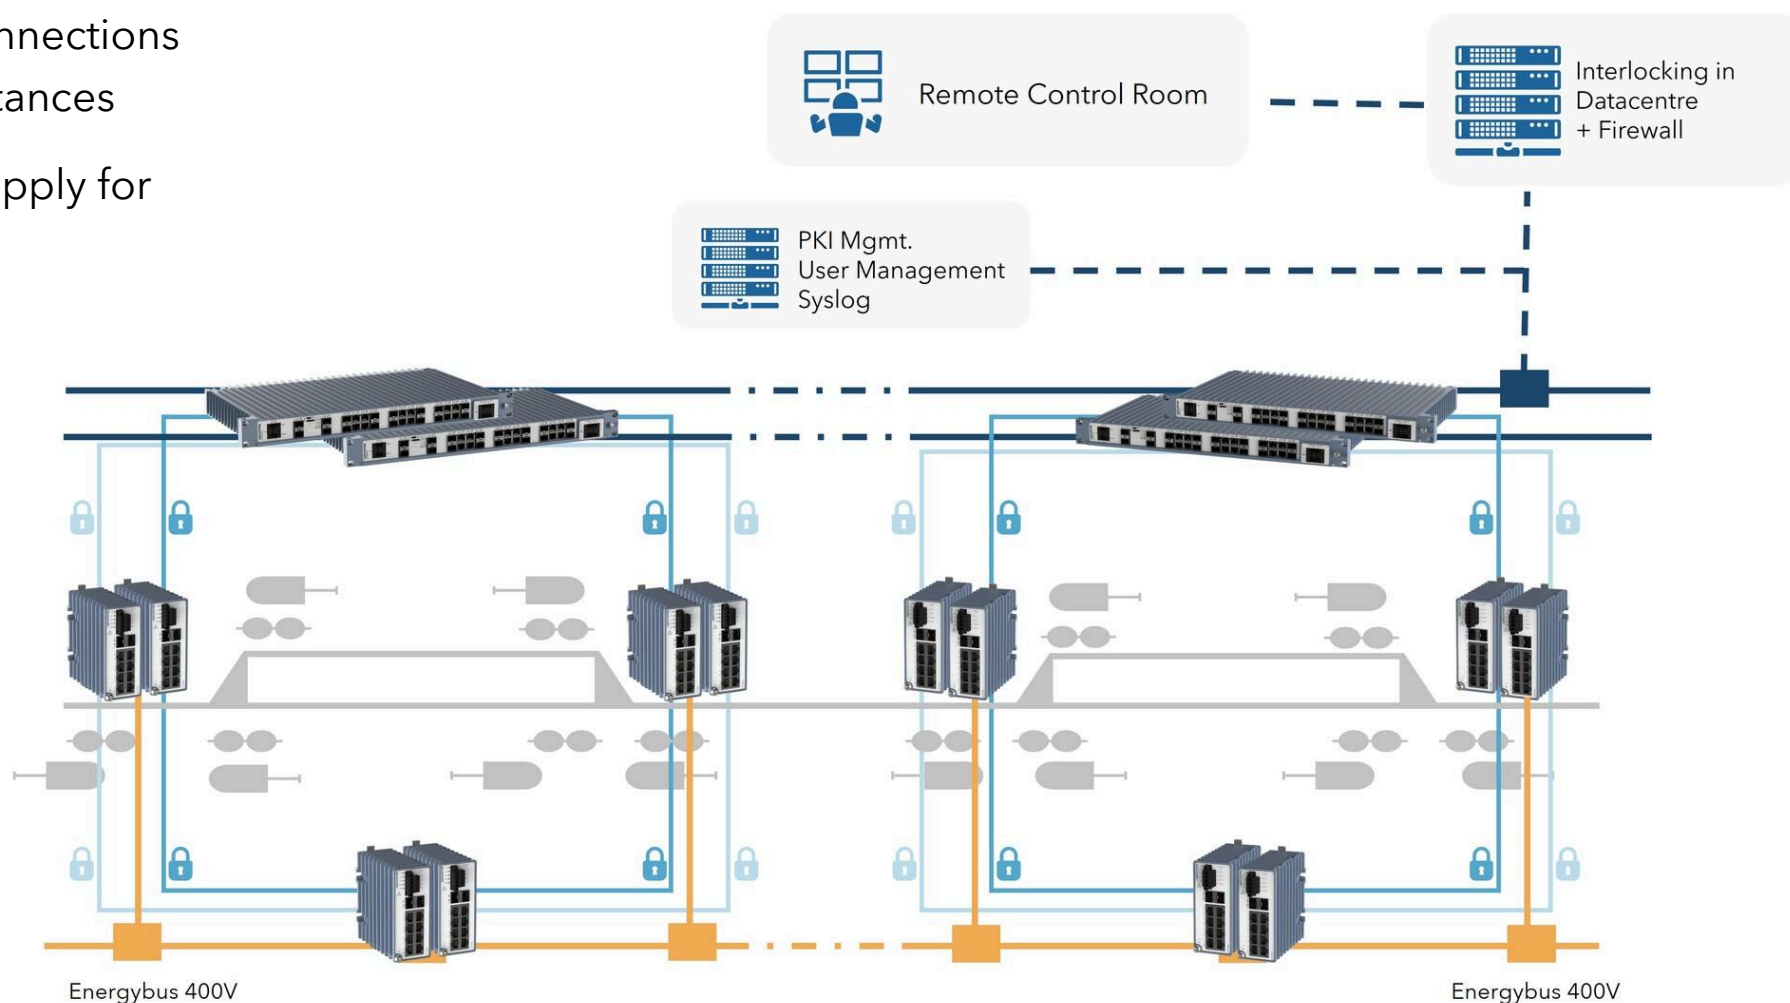 nnections
tances
pply for
Remote Control Room
Interlocking in
Datacentre
+ Firewall
PKI Mgmt.
User Management
Syslog
Energybus 400V
Energybus 400V